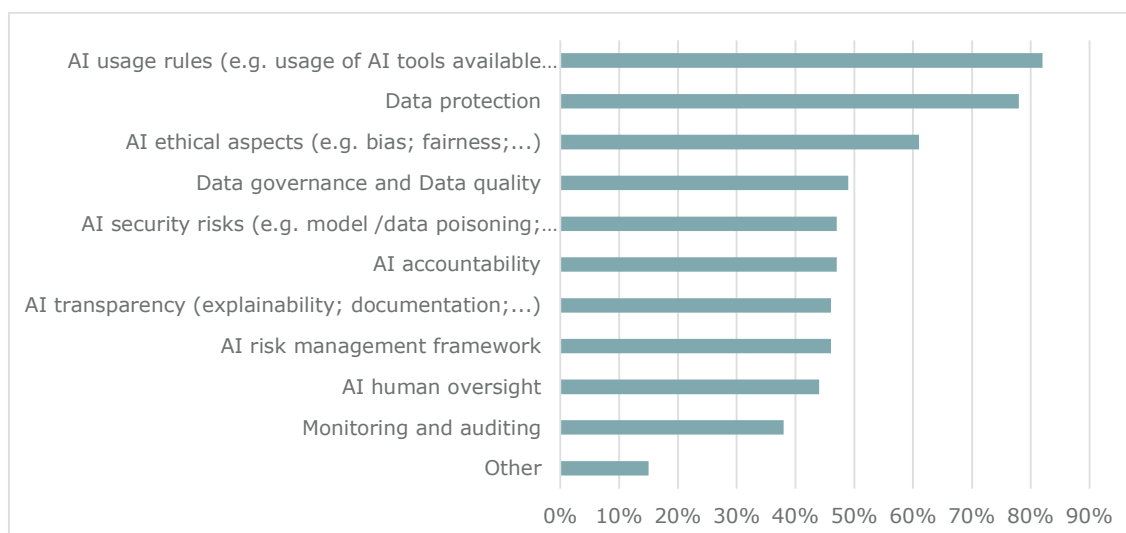 AI usage rules (e.g. usage of AI tools available...
Data protection
AI ethical aspects (e.g. bias; fairness;...)
Data governance and Data quality
AI security risks (e.g. model /data poisoning;...
AI accountability
AI transparency (explainability; documentation;...)
AI risk management framework
AI human oversight
Monitoring and auditing
Other
0% 10% 20% 30% 40% 50% 60% 70% 80% 90%